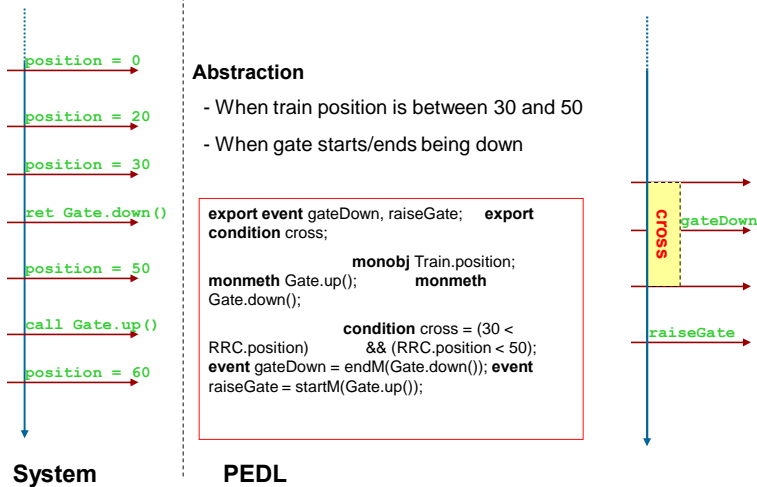 position = 0
position = 20
position = 30
ret Gate.down()
position = 50
call Gate.up()
position = 60
System
Abstraction
- When train position is between 30 and 50
- When gate starts/ends being down
export event gateDown, raiseGate; export
condition cross;
monobj Train.position;
monmeth Gate.up(); monmeth
Gate.down();
condition cross = (30 <
RRC.position) && (RRC.position < 50);
event gateDown = endM(Gate.down()); event
raiseGate = startM(Gate.up());
PEDL
cross
gateDown
raiseGate